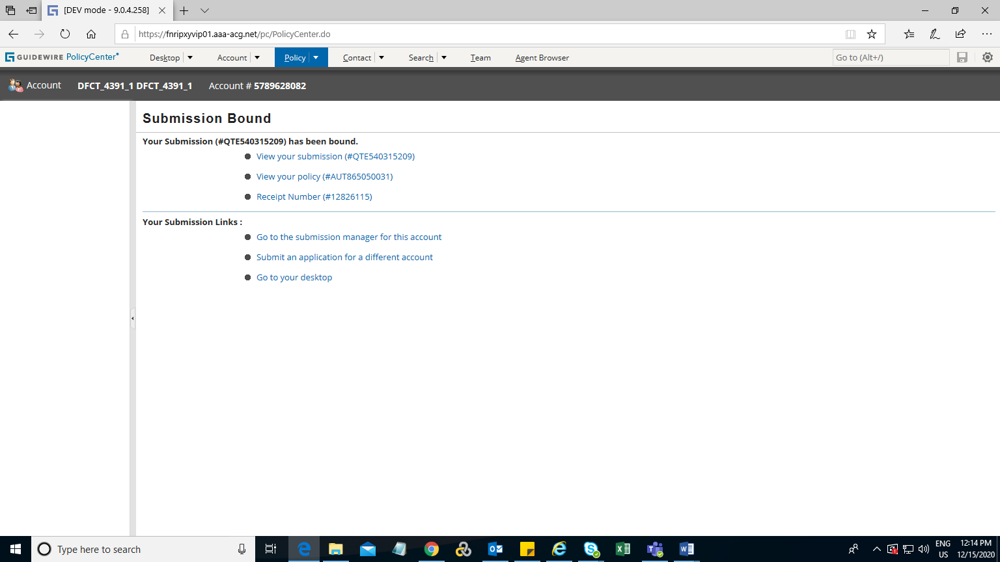 [DEV mode - 9.0.4.258]
https://fnripxyvip01.aaa-acg.net/pc/PolicyCenter.do
GUIDEWIRE PolicyCenter Desktop Account Policy Contact Search Team Agent Browser Go to (Alt+/)
Account DFCT_4391_1 DFCT_4391_1 Account # 5789628082
Submission Bound
Your Submission (#QTE540315209) has been bound.
View your submission (#QTE540315209)
View your policy (#AUT865050031)
Receipt Number (#12826115)
Your Submission Links :
Go to the submission manager for this account
Submit an application for a different account
Go to your desktop
Type here to search
ENG 12:14 PM
US 12/15/2020